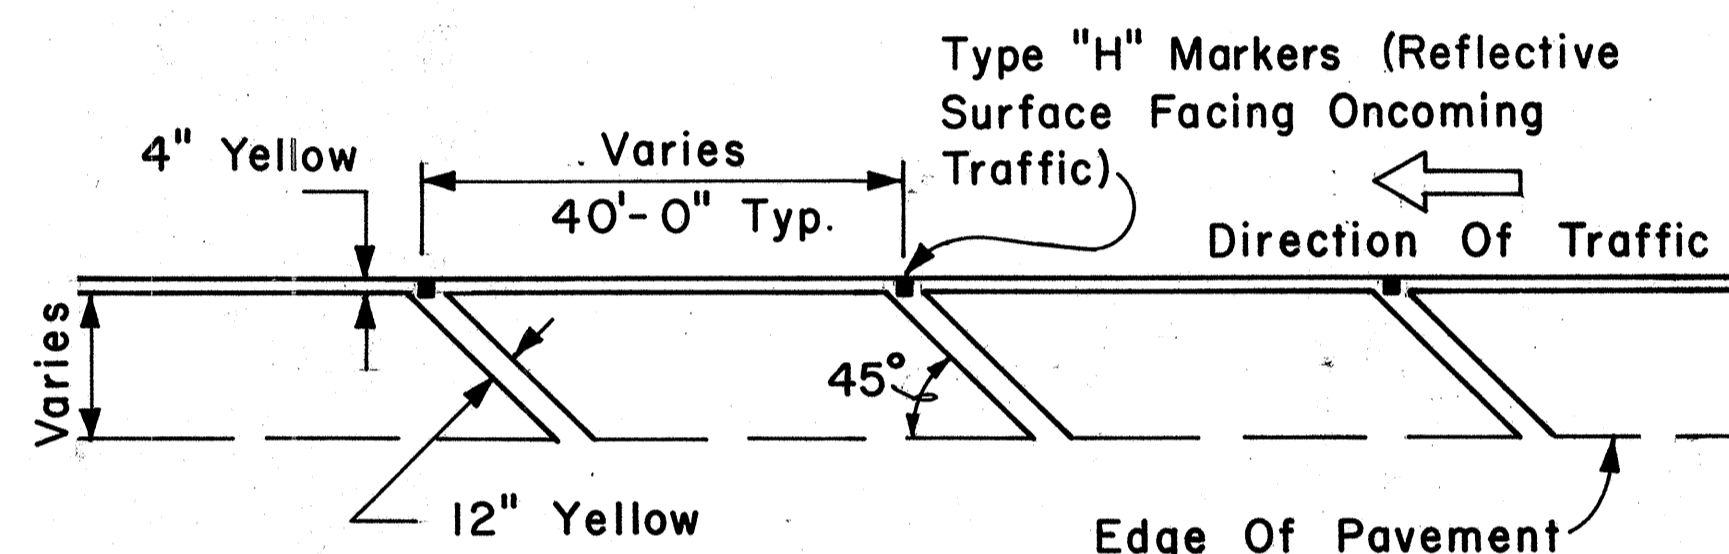 Type "H" Markers (Reflective
Surface Facing Oncoming
Traffic)
4" Yellow
Varies
40'-0" Typ.
Direction Of Traffic
Varies
45°
12" Yellow
Edge Of Pavement